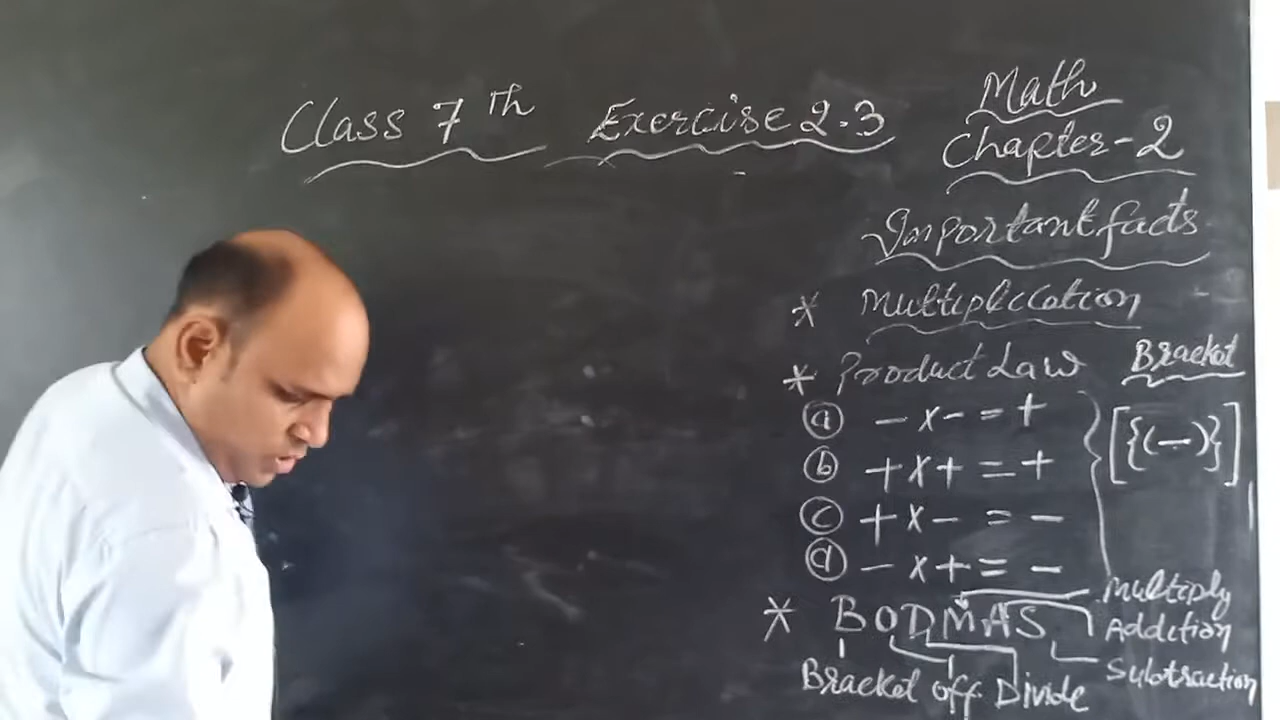 Class 7th Exercise 2.3
Math
Chapter-2
Important facts
* Multipliccation
* Product Law
Bracket
ⓐ - x - = +
[{(—)}]
ⓑ + x + = +
ⓒ + x - = -
ⓓ - x + = -
* BODMAS
Multiply
Addition
Subtraction
Bracket off Divide